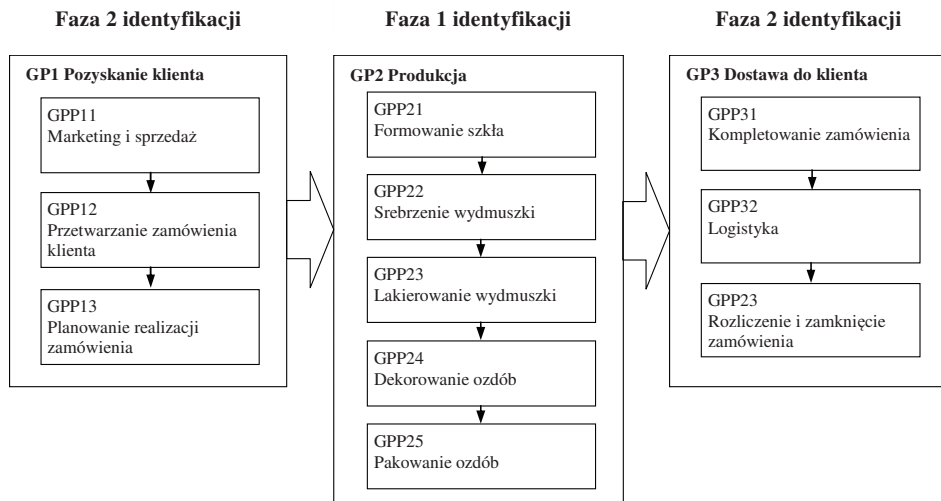 Faza 2 identyfikacji
Faza 1 identyfikacji
Faza 2 identyfikacji
GP1 Pozyskanie klienta
GPP11
Marketing i sprzedaż
GPP12
Przetwarzanie zamówienia
klienta
GPP13
Planowanie realizacji
zamówienia
GP2 Produkcja
GPP21
Formowanie szkła
GPP22
Srebrzenie wydmuszki
GPP23
Lakierowanie wydmuszki
GPP24
Dekorowanie ozdób
GPP25
Pakowanie ozdób
GP3 Dostawa do klienta
GPP31
Kompletowanie zamówienia
GPP32
Logistyka
GPP23
Rozliczenie i zamknięcie
zamówienia